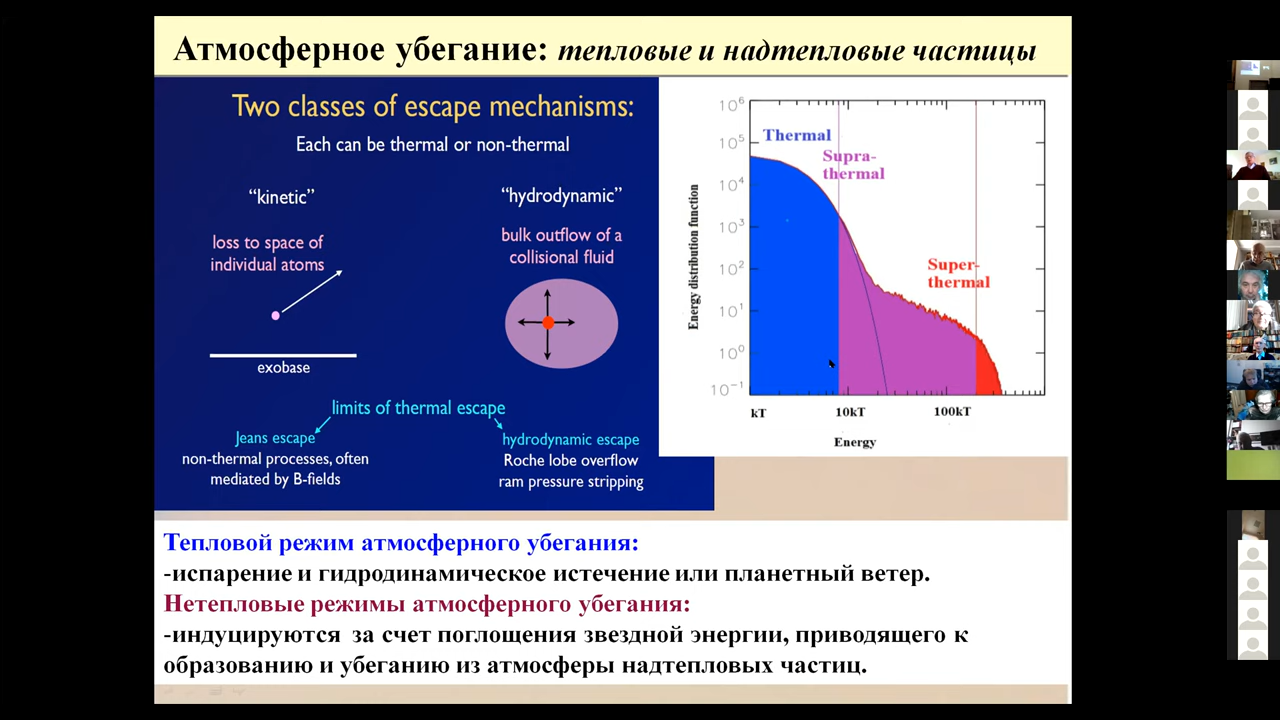 Атмосферное убегание: тепловые и надтепловые частицы
Two classes of escape mechanisms:
Each can be thermal or non-thermal
“kinetic”
loss to space of
individual atoms
exobase
“hydrodynamic”
bulk outflow of a
collisional fluid
limits of thermal escape
Jeans escape
non-thermal processes, often
mediated by B-fields
hydrodynamic escape
Roche lobe overflow
ram pressure stripping
Energy distribution function
10⁶
10⁵
10⁴
10³
10²
10¹
10⁰
10⁻¹
Thermal
Supra-
thermal
Super-
thermal
kT 10kT 100kT
Energy
Тепловой режим атмосферного убегания:
-испарение и гидродинамическое истечение или планетный ветер.
Нетепловые режимы атмосферного убегания:
-индуцируются за счет поглощения звездной энергии, приводящего к
образованию и убеганию из атмосферы надтепловых частиц.